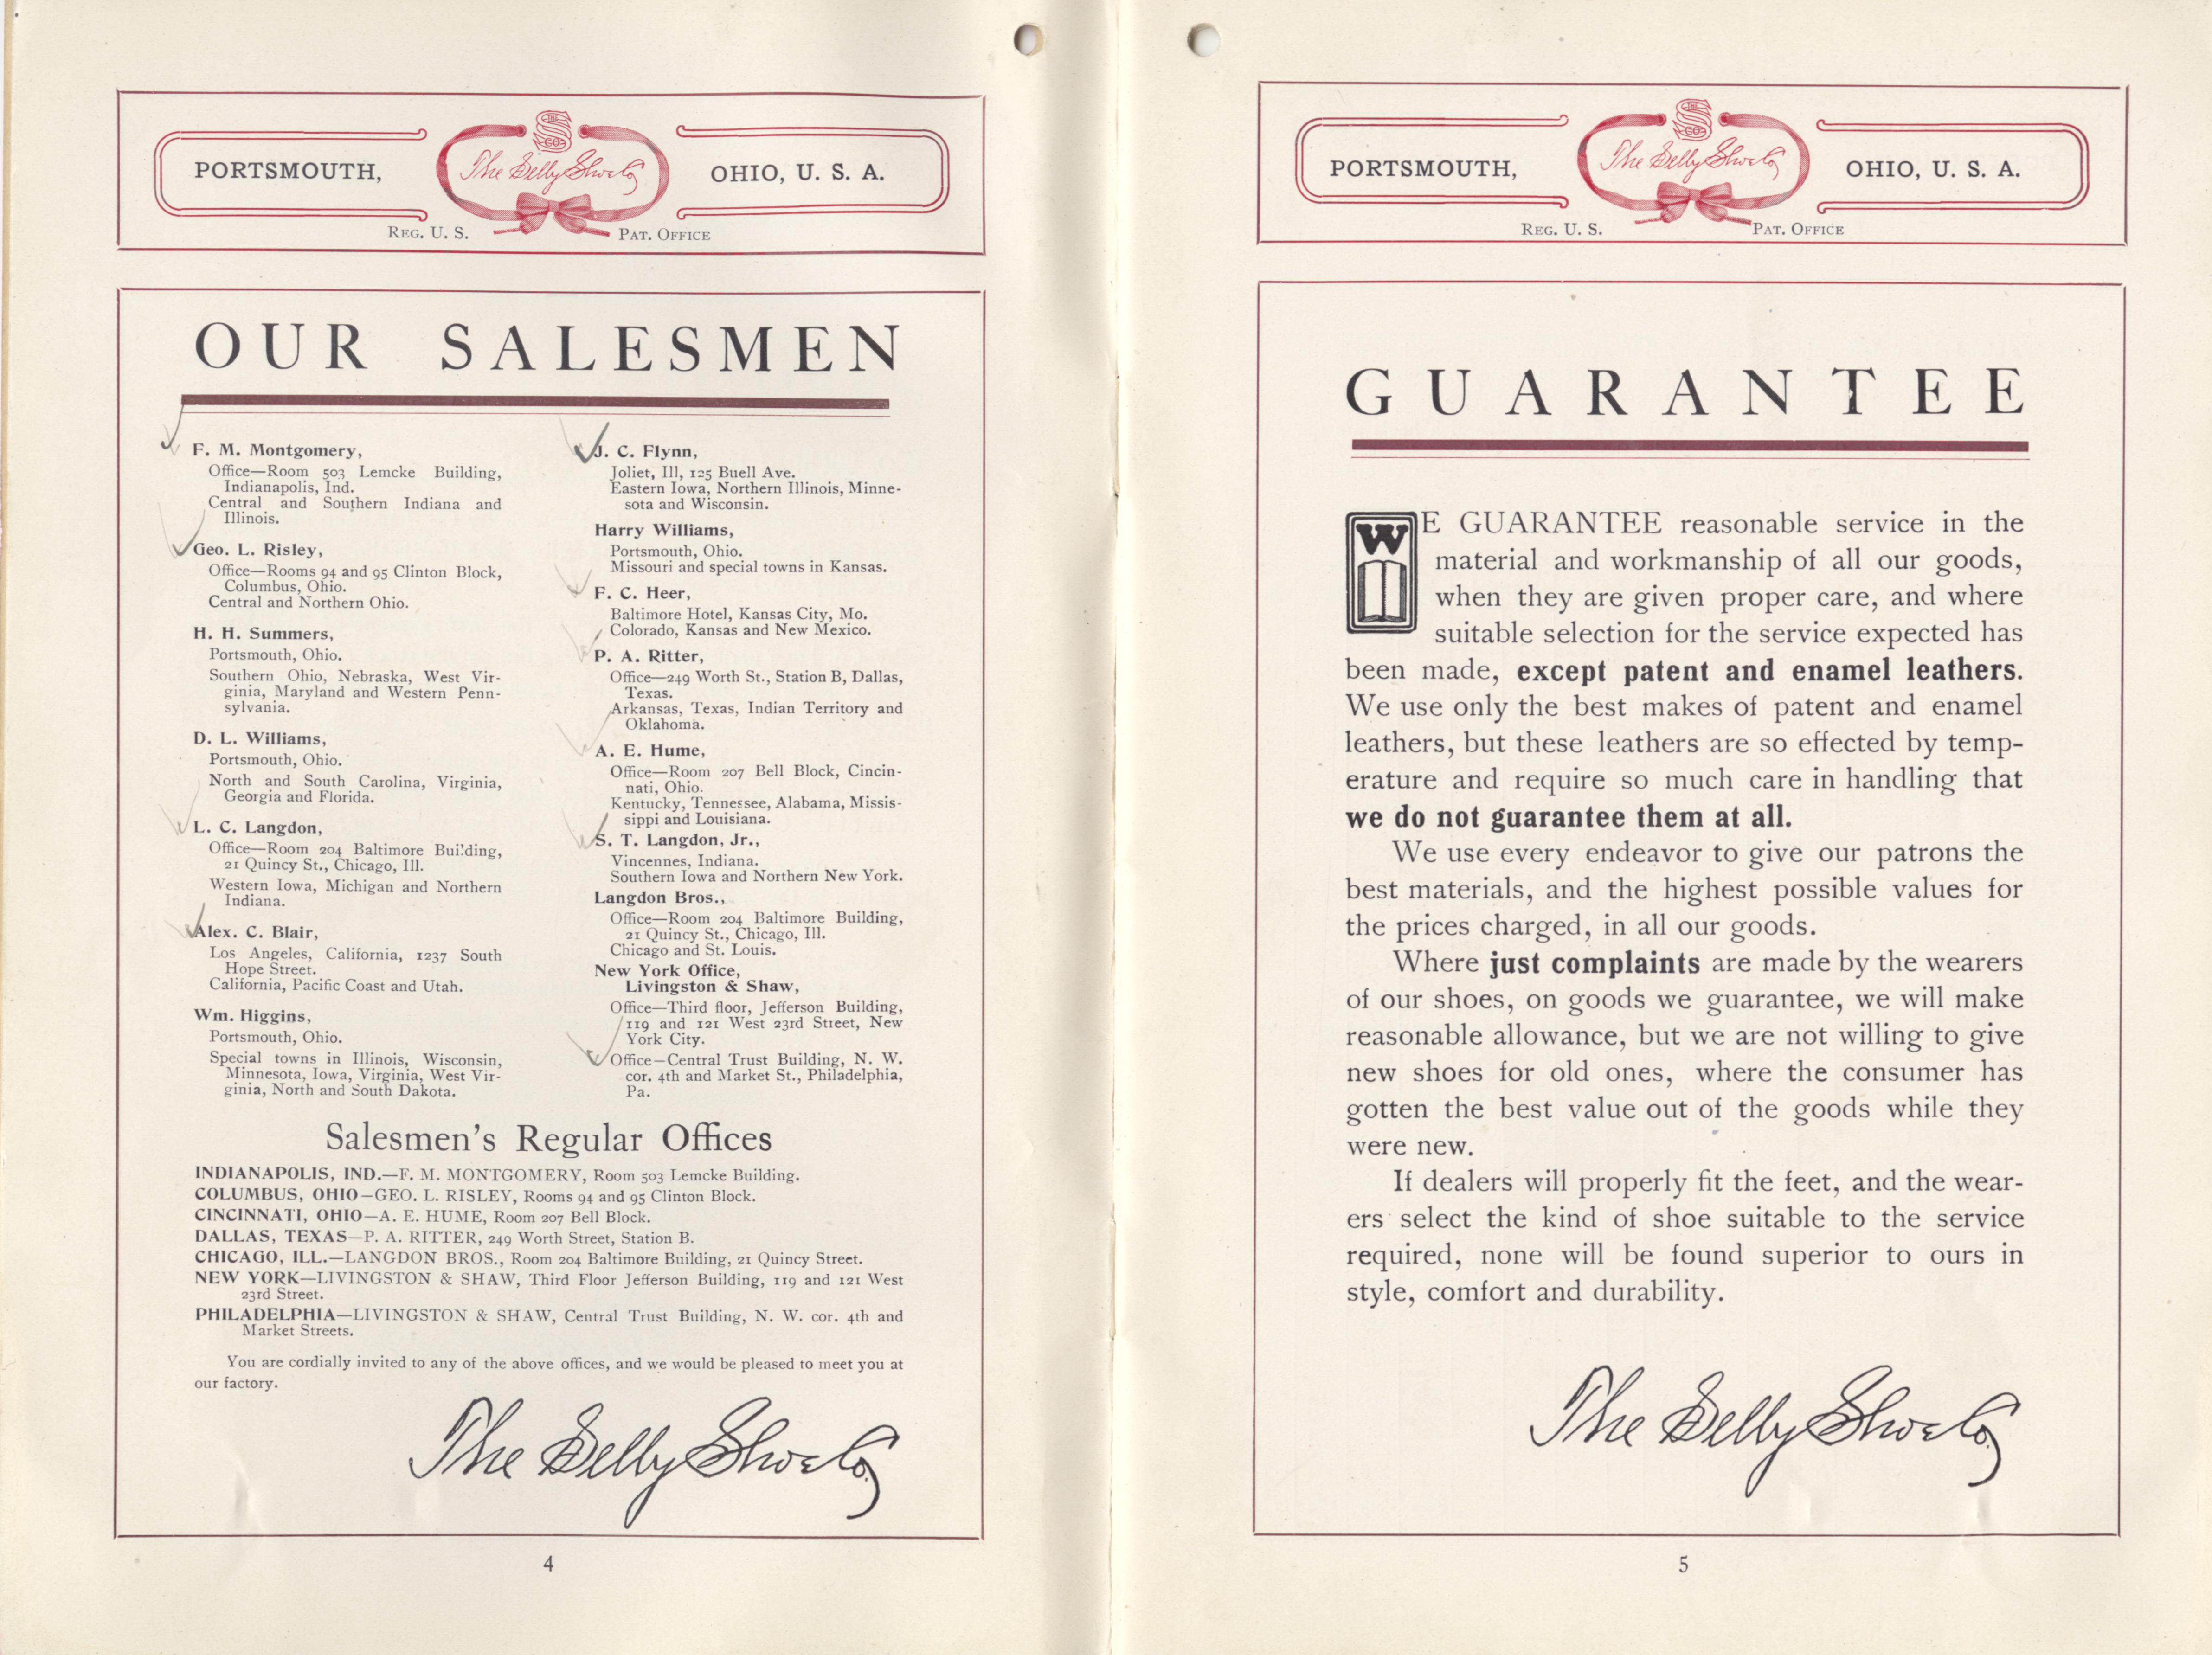 PORTSMOUTH,
THE S CO
The Selby Shoe Co.
OHIO, U. S. A.
REG. U. S.
PAT. OFFICE
OUR SALESMEN
F. M. Montgomery,
Office—Room 503 Lemcke Building,
Indianapolis, Ind.
Central and Southern Indiana and
Illinois.
Geo. L. Risley,
Office—Rooms 94 and 95 Clinton Block,
Columbus, Ohio.
Central and Northern Ohio.
H. H. Summers,
Portsmouth, Ohio.
Southern Ohio, Nebraska, West Vir-
ginia, Maryland and Western Penn-
sylvania.
D. L. Williams,
Portsmouth, Ohio.
North and South Carolina, Virginia,
Georgia and Florida.
L. C. Langdon,
Office—Room 204 Baltimore Building,
21 Quincy St., Chicago, Ill.
Western Iowa, Michigan and Northern
Indiana.
Alex. C. Blair,
Los Angeles, California, 1237 South
Hope Street.
California, Pacific Coast and Utah.
Wm. Higgins,
Portsmouth, Ohio.
Special towns in Illinois, Wisconsin,
Minnesota, Iowa, Virginia, West Vir-
ginia, North and South Dakota.
J. C. Flynn,
Joliet, Ill, 125 Buell Ave.
Eastern Iowa, Northern Illinois, Minne-
sota and Wisconsin.
Harry Williams,
Portsmouth, Ohio.
Missouri and special towns in Kansas.
F. C. Heer,
Baltimore Hotel, Kansas City, Mo.
Colorado, Kansas and New Mexico.
P. A. Ritter,
Office—249 Worth St., Station B, Dallas,
Texas.
Arkansas, Texas, Indian Territory and
Oklahoma.
A. E. Hume,
Office—Room 207 Bell Block, Cincin-
nati, Ohio.
Kentucky, Tennessee, Alabama, Missis-
sippi and Louisiana.
S. T. Langdon, Jr.,
Vincennes, Indiana.
Southern Iowa and Northern New York.
Langdon Bros.,
Office—Room 204 Baltimore Building,
21 Quincy St., Chicago, Ill.
Chicago and St. Louis.
New York Office,
Livingston & Shaw,
Office—Third floor, Jefferson Building,
119 and 121 West 23rd Street, New
York City.
Office—Central Trust Building, N. W.
cor. 4th and Market St., Philadelphia,
Pa.
Salesmen's Regular Offices
INDIANAPOLIS, IND.—F. M. MONTGOMERY, Room 503 Lemcke Building.
COLUMBUS, OHIO—GEO. L. RISLEY, Rooms 94 and 95 Clinton Block.
CINCINNATI, OHIO—A. E. HUME, Room 207 Bell Block.
DALLAS, TEXAS—P. A. RITTER, 249 Worth Street, Station B.
CHICAGO, ILL.—LANGDON BROS., Room 204 Baltimore Building, 21 Quincy Street.
NEW YORK—LIVINGSTON & SHAW, Third Floor Jefferson Building, 119 and 121 West
23rd Street.
PHILADELPHIA—LIVINGSTON & SHAW, Central Trust Building, N. W. cor. 4th and
Market Streets.
You are cordially invited to any of the above offices, and we would be pleased to meet you at
our factory.
The Selby Shoe Co.
4
PORTSMOUTH,
THE S CO
The Selby Shoe Co.
OHIO, U. S. A.
REG. U. S.
PAT. OFFICE
GUARANTEE
WE GUARANTEE reasonable service in the
material and workmanship of all our goods,
when they are given proper care, and where
suitable selection for the service expected has
been made, except patent and enamel leathers.
We use only the best makes of patent and enamel
leathers, but these leathers are so effected by temp-
erature and require so much care in handling that
we do not guarantee them at all.
We use every endeavor to give our patrons the
best materials, and the highest possible values for
the prices charged, in all our goods.
Where just complaints are made by the wearers
of our shoes, on goods we guarantee, we will make
reasonable allowance, but we are not willing to give
new shoes for old ones, where the consumer has
gotten the best value out of the goods while they
were new.
If dealers will properly fit the feet, and the wear-
ers select the kind of shoe suitable to the service
required, none will be found superior to ours in
style, comfort and durability.
The Selby Shoe Co.
5